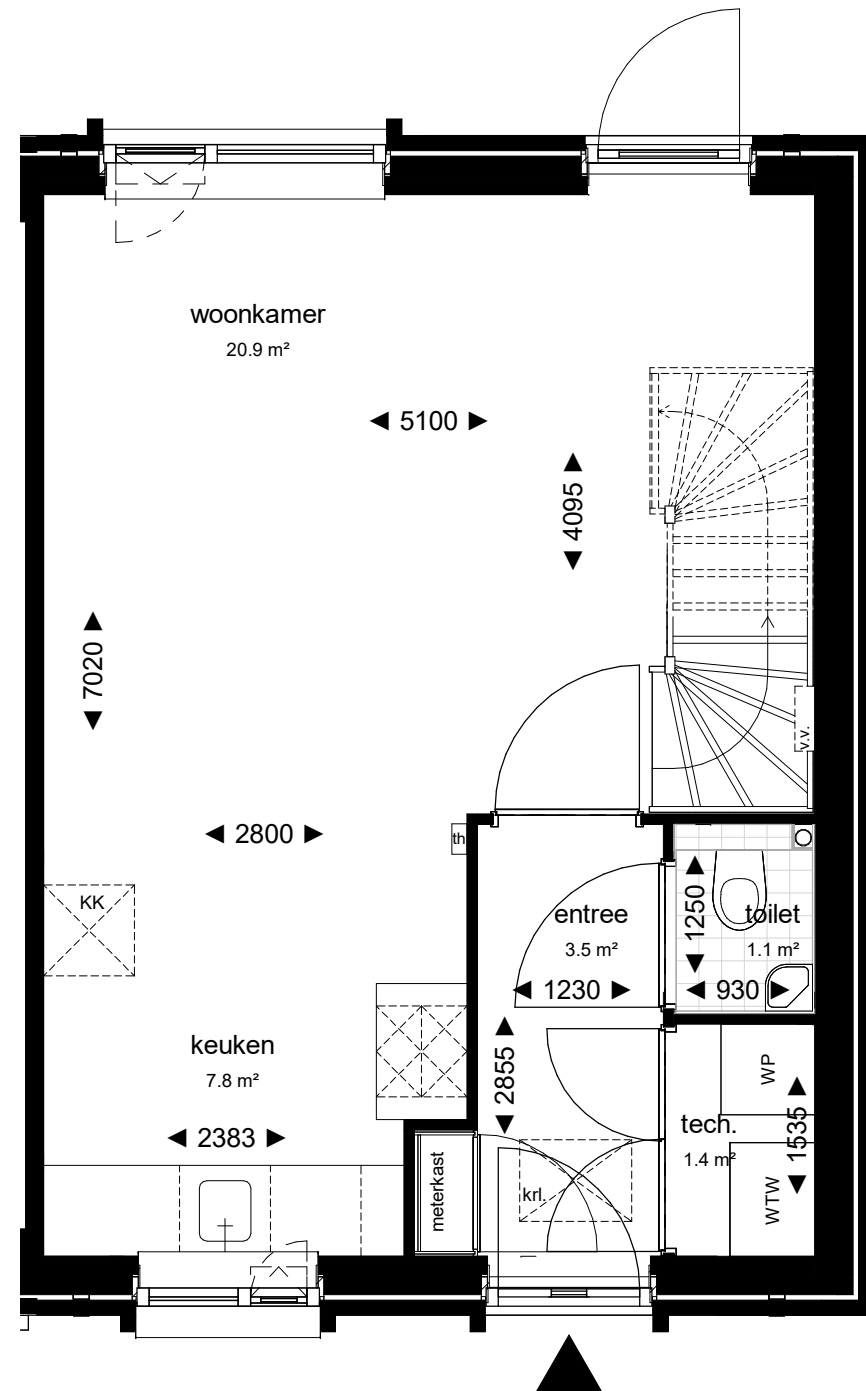 woonkamer
20.9 m²
5100
4095
7020
v.v.
2800
th
KK
entree
3.5 m²
1250
toilet
1.1 m²
1230
930
keuken
7.8 m²
2855
WP
tech.
1.4 m²
1535
2383
meterkast
krl.
WTW